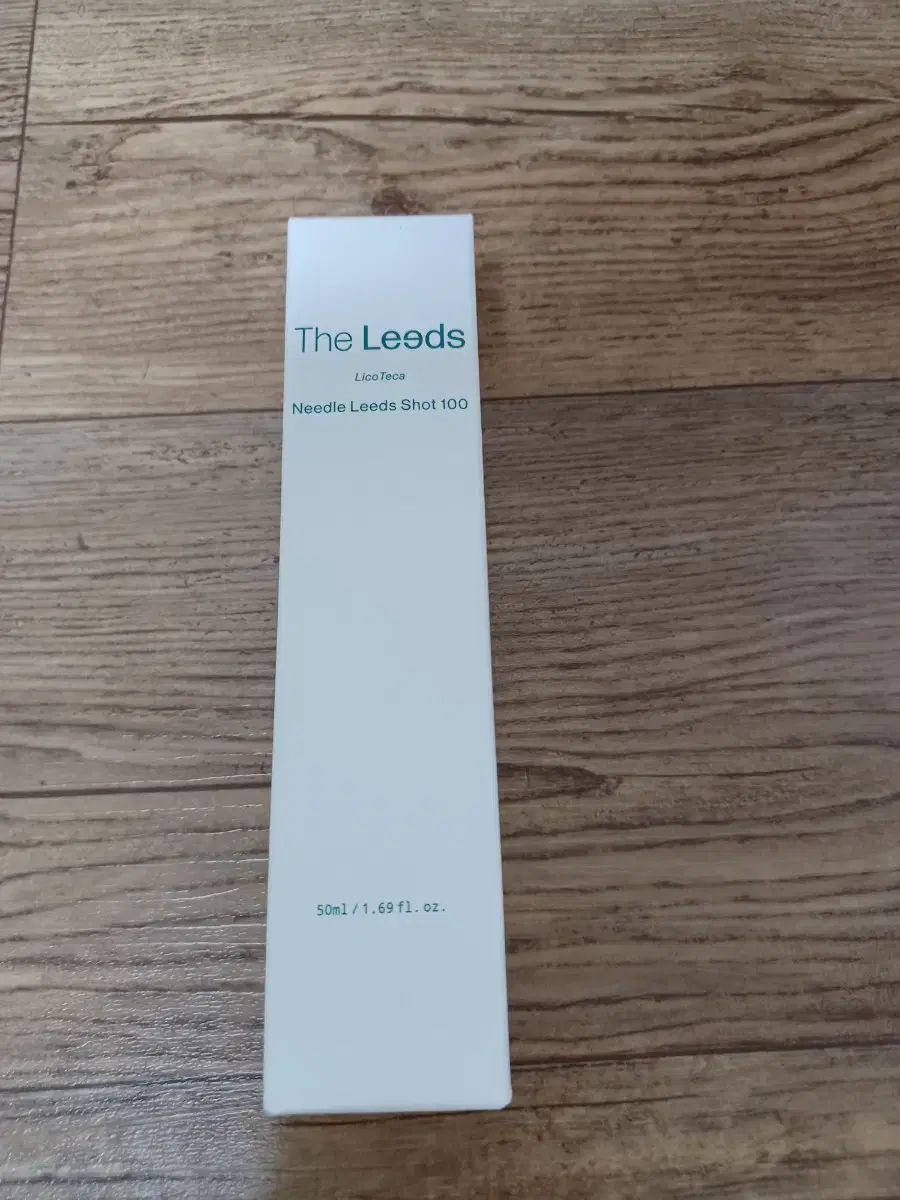 The Leeds
LicoTeca
Needle Leeds Shot 100
50ml / 1.69 fl. oz.